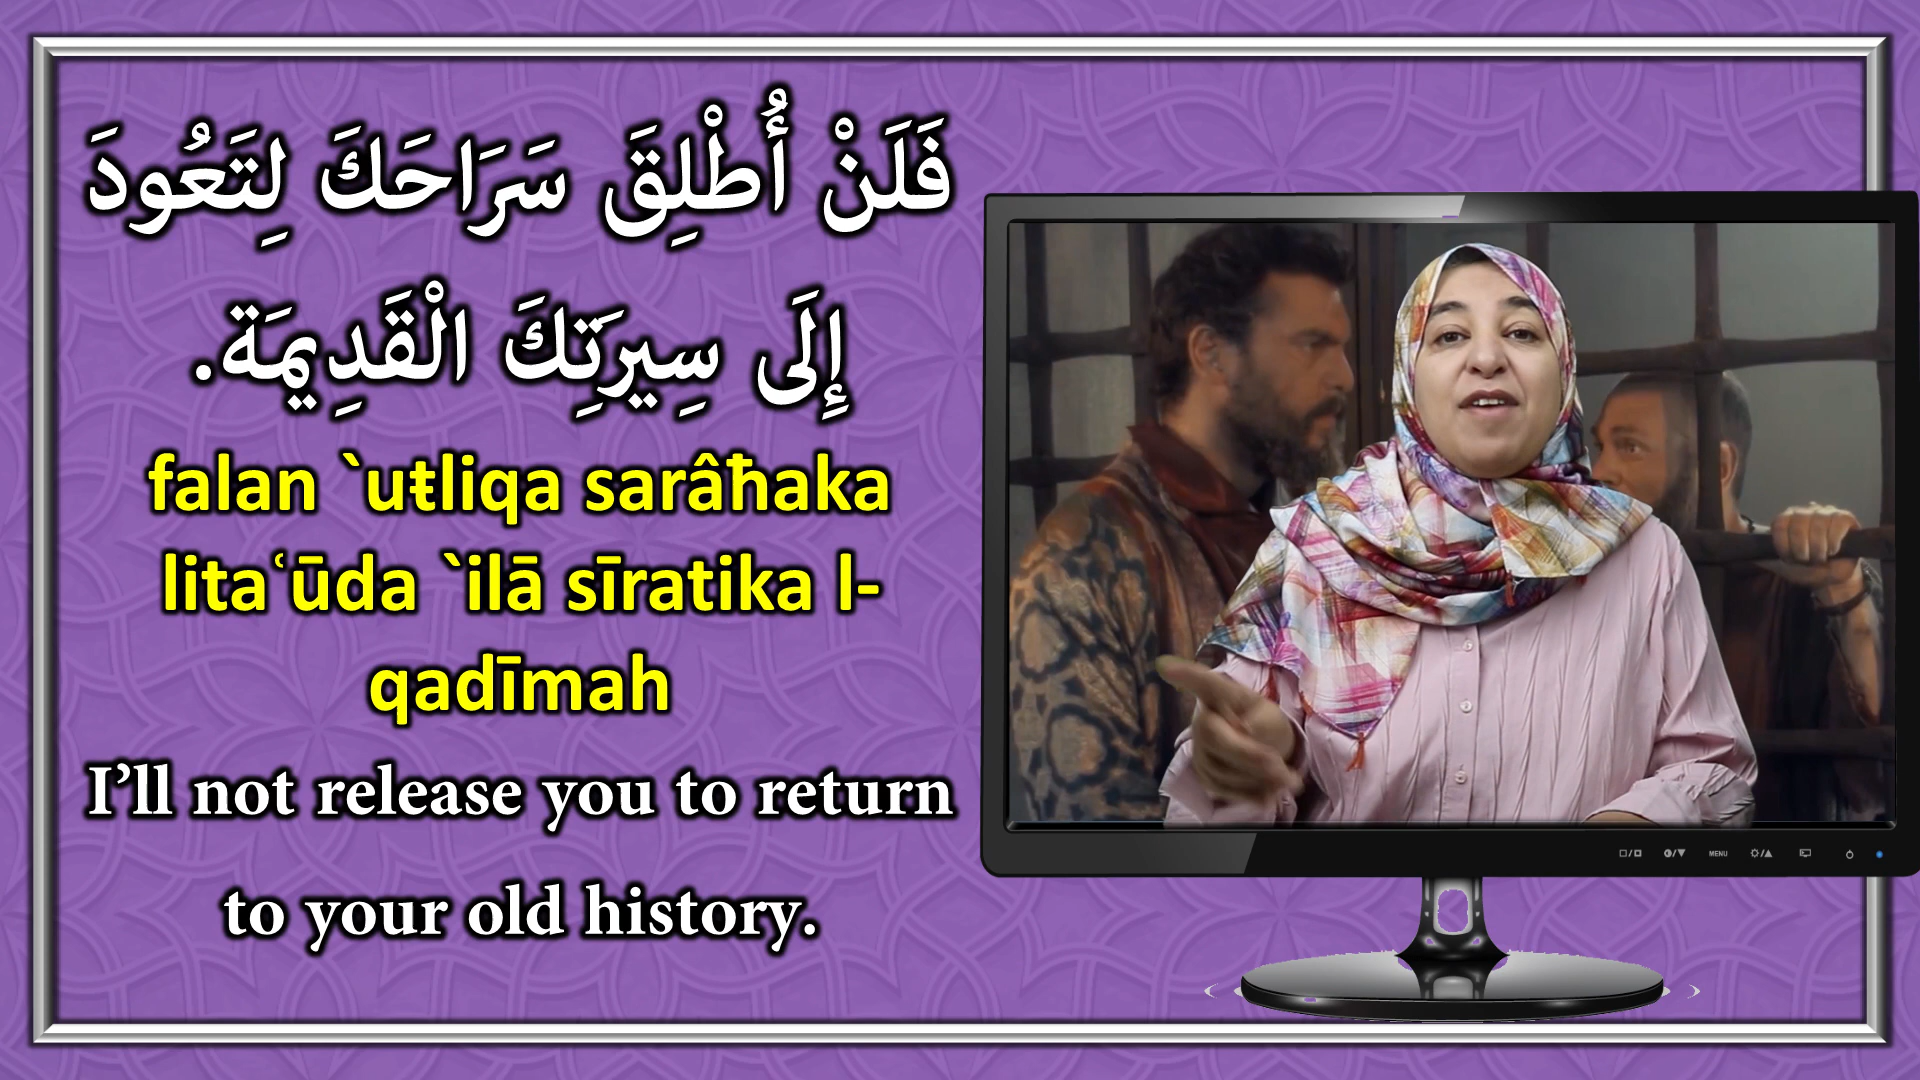 فَلَنْ أُطْلِقَ سَرَاحَكَ لِتَعُودَ
إِلَى سِيرَتِكَ الْقَدِيمَة.
falan `uŧliqa sarâħaka
litaʿūda `ilā sīratika l-
qadīmah
I’ll not release you to return
to your old history.
MENU